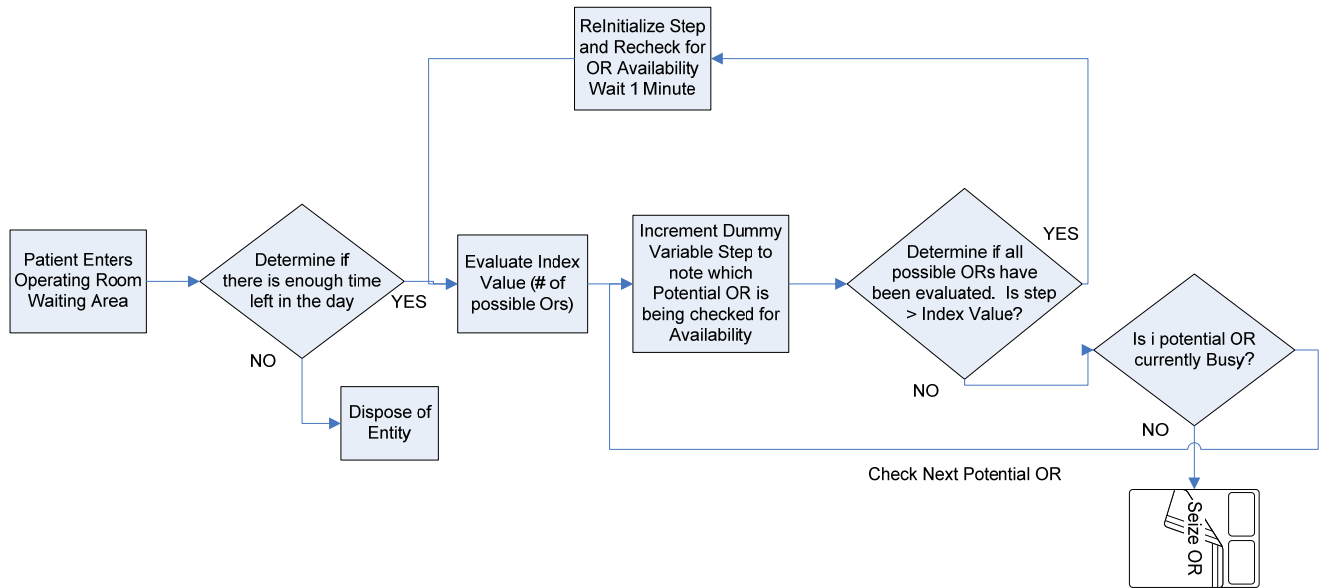 ReInitialize Step
and Recheck for
OR Availability
Wait 1 Minute
Patient Enters
Operating Room
Waiting Area
Determine if
there is enough time
left in the day
YES
NO
Dispose of
Entity
Evaluate Index
Value (# of
possible Ors)
Increment Dummy
Variable Step to
note which
Potential OR is
being checked for
Availability
Determine if all
possible ORs have
been evaluated. Is step
> Index Value?
YES
NO
Is i potential OR
currently Busy?
NO
Check Next Potential OR
Seize OR